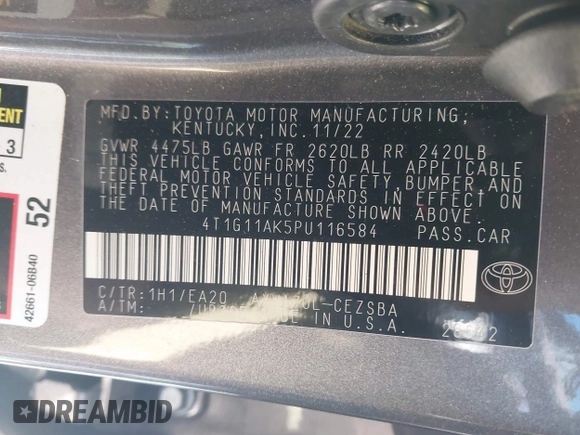 MFD.BY:TOYOTA MOTOR MANUFACTURING,
KENTUCKY,INC.11/22
GVWR 4475LB GAWR FR 2620LB RR 2420LB
THIS VEHICLE CONFORMS TO ALL APPLICABLE
FEDERAL MOTOR VEHICLE SAFETY,BUMPER,AND
THEFT PREVENTION STANDARDS IN EFFECT ON
THE DATE OF MANUFACTURE SHOWN ABOVE.
4T1G11AK5PU116584 PASS.CAR
C/TR:1H1/EA20 L-CEZSBA
A/TM: IN U.S.A.
3
s.
52
42661-06B40
DREAMBID